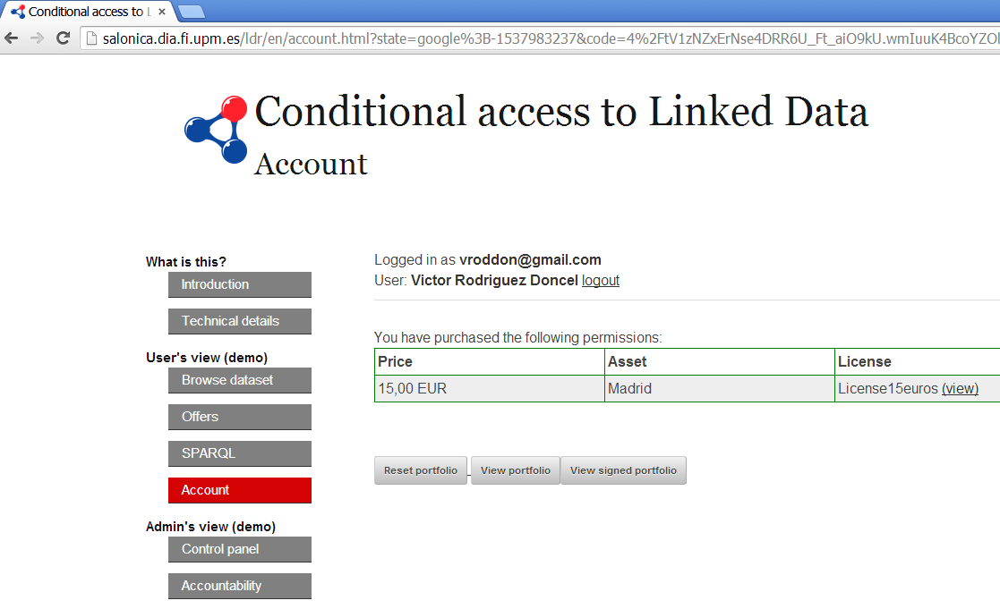 Conditional access to L
salonica.dia.fi.upm.es/ldr/en/account.html?state=google%3B-1537983237&code=4%2FtV1zNZxErNse4DRR6U_Ft_aiO9kU.wmIuuK4BcoYZOl
Conditional access to Linked Data
Account
What is this?
Introduction
Technical details
User's view (demo)
Browse dataset
Offers
SPARQL
Account
Admin's view (demo)
Control panel
Accountability
Logged in as vroddon@gmail.com
User: Victor Rodriguez Doncel logout
You have purchased the following permissions:
Price Asset License
15,00 EUR Madrid License15euros (view)
Reset portfolio View portfolio View signed portfolio